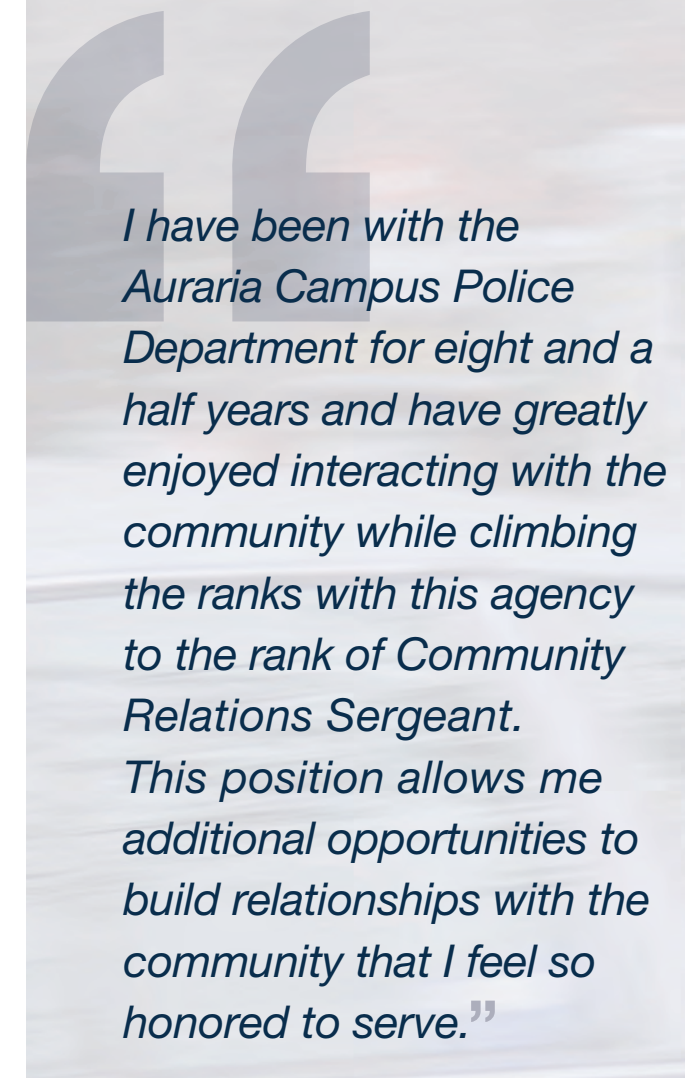 “
I have been with the
Auraria Campus Police
Department for eight and a
half years and have greatly
enjoyed interacting with the
community while climbing
the ranks with this agency
to the rank of Community
Relations Sergeant.
This position allows me
additional opportunities to
build relationships with the
community that I feel so
honored to serve.”